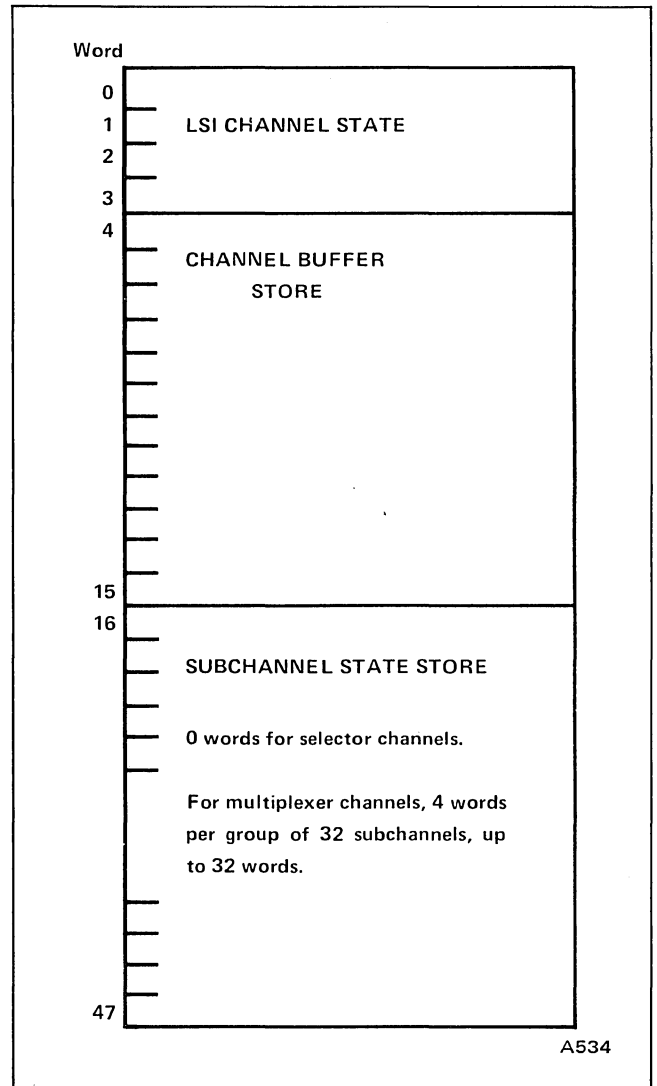 Word
0
1 LSI CHANNEL STATE
2
3
4
CHANNEL BUFFER
STORE
15
16
SUBCHANNEL STATE STORE
0 words for selector channels.
For multiplexer channels, 4 words
per group of 32 subchannels, up
to 32 words.
47
A534